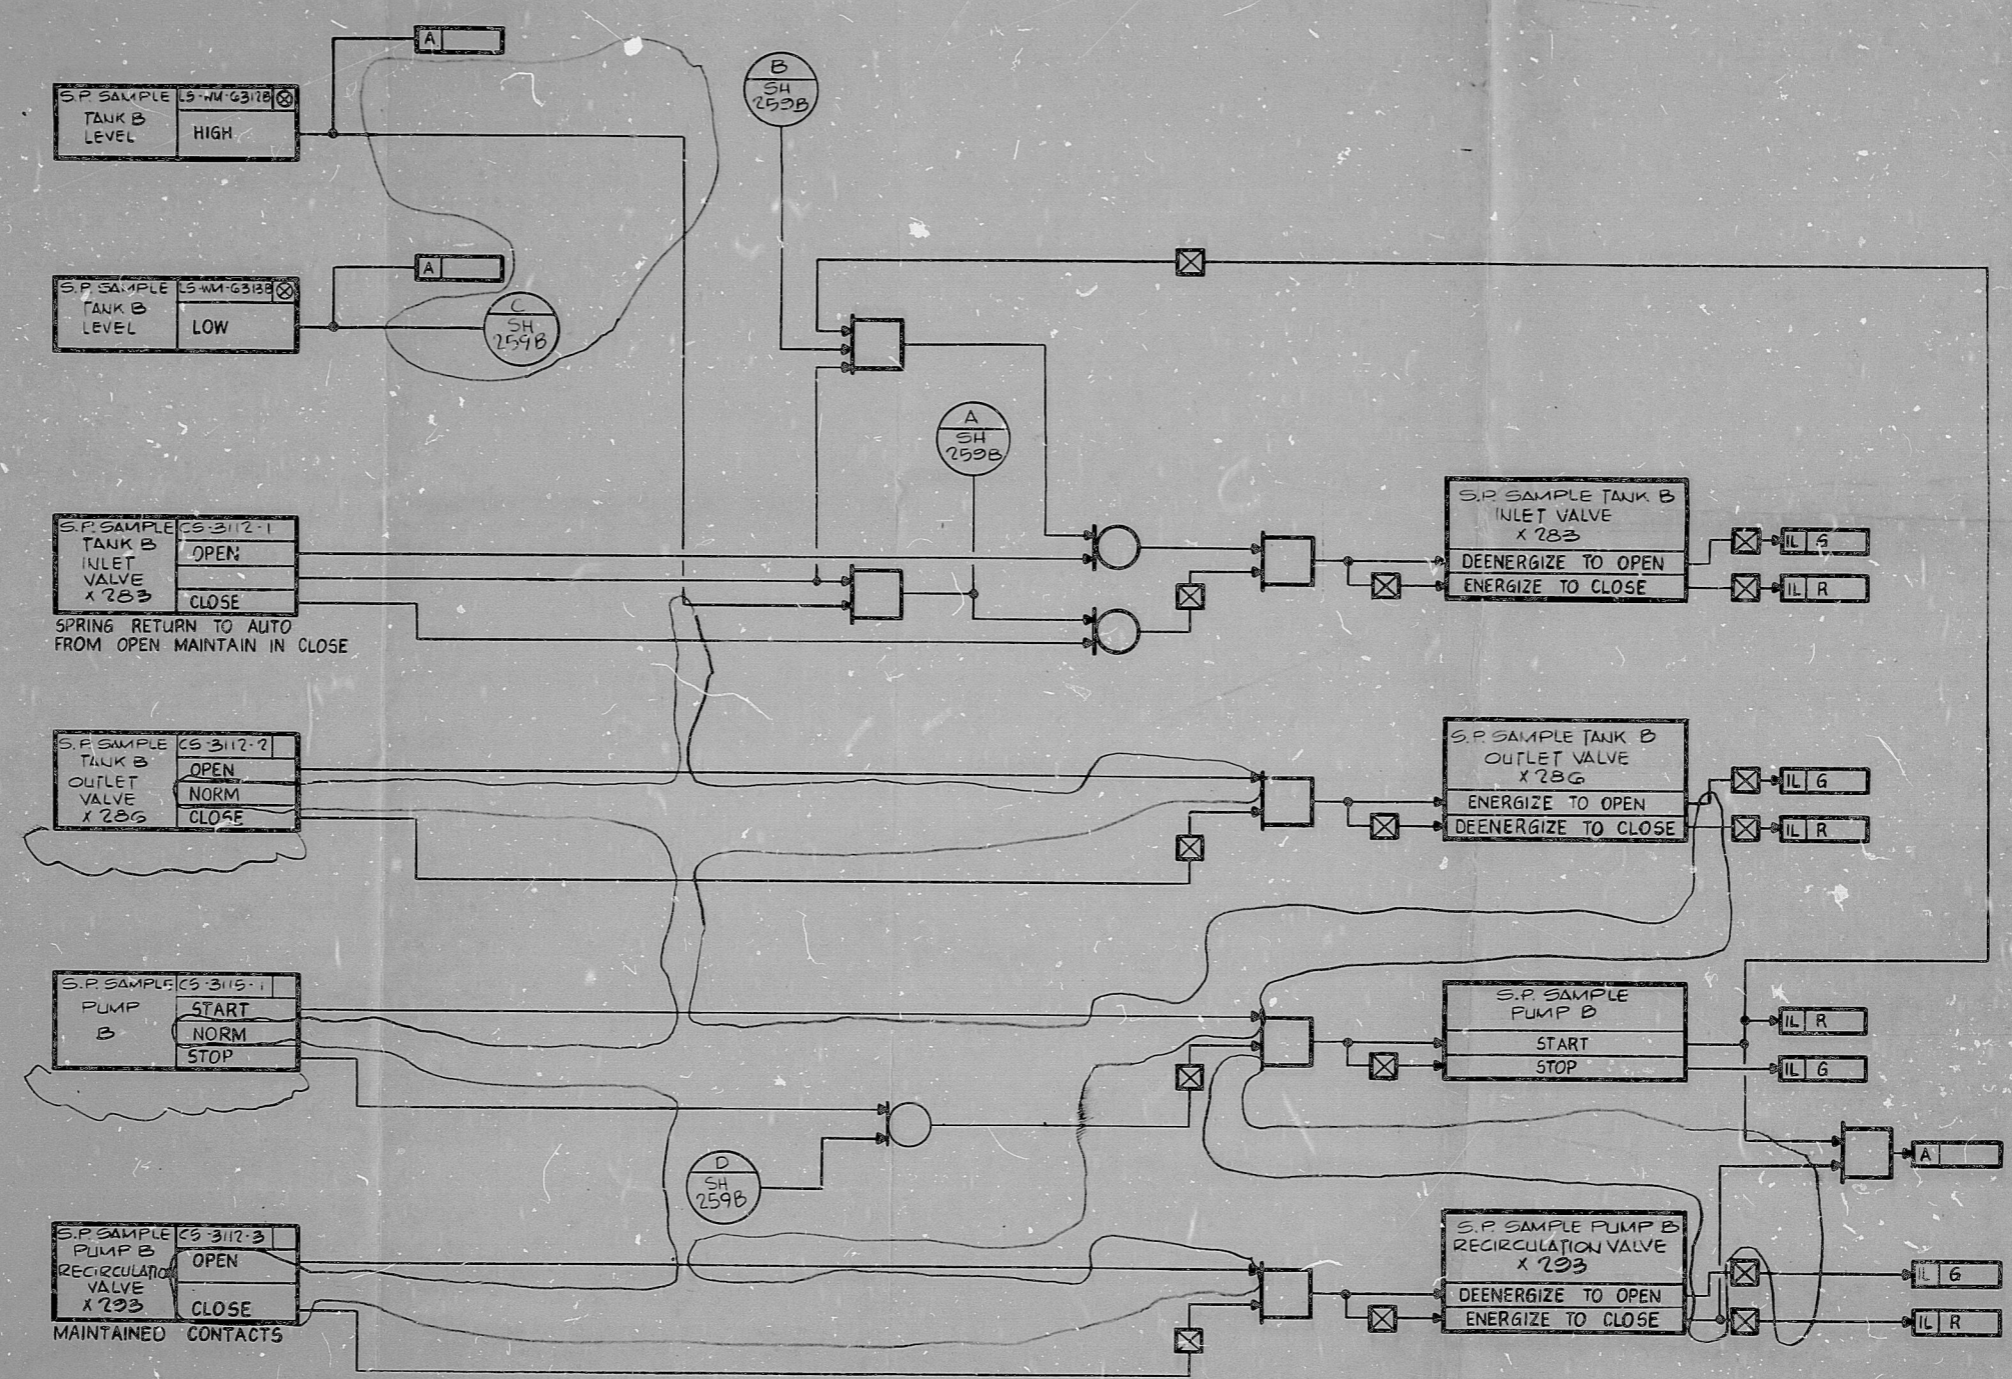 A
B
SH
259B
S.P. SAMPLE LS-WM-G312B
TANK B
LEVEL
HIGH
A
S.P. SAMPLE LS-WM-G313B
TANK B
LEVEL
LOW
C
SH
259B
A
SH
259B
S.P. SAMPLE CS-3112-1
TANK B
INLET
VALVE
X 283
OPEN
CLOSE
SPRING RETURN TO AUTO
FROM OPEN MAINTAIN IN CLOSE
S.P. SAMPLE TANK B
INLET VALVE
X 283
DEENERGIZE TO OPEN
ENERGIZE TO CLOSE
IL G
IL R
S.P. SAMPLE CS-3112-2
TANK B
OUTLET
VALVE
X 286
OPEN
NORM
CLOSE
S.P. SAMPLE TANK B
OUTLET VALVE
X 286
ENERGIZE TO OPEN
DEENERGIZE TO CLOSE
IL G
IL R
S.P. SAMPLE CS-3115-1
PUMP
B
START
NORM
STOP
S.P. SAMPLE
PUMP B
START
STOP
IL R
IL G
D
SH
259B
A
S.P. SAMPLE CS-3112-3
PUMP B
RECIRCULATIO
VALVE
X 293
OPEN
CLOSE
MAINTAINED CONTACTS
S.P. SAMPLE PUMP B
RECIRCULATION VALVE
X 293
DEENERGIZE TO OPEN
ENERGIZE TO CLOSE
IL G
IL R